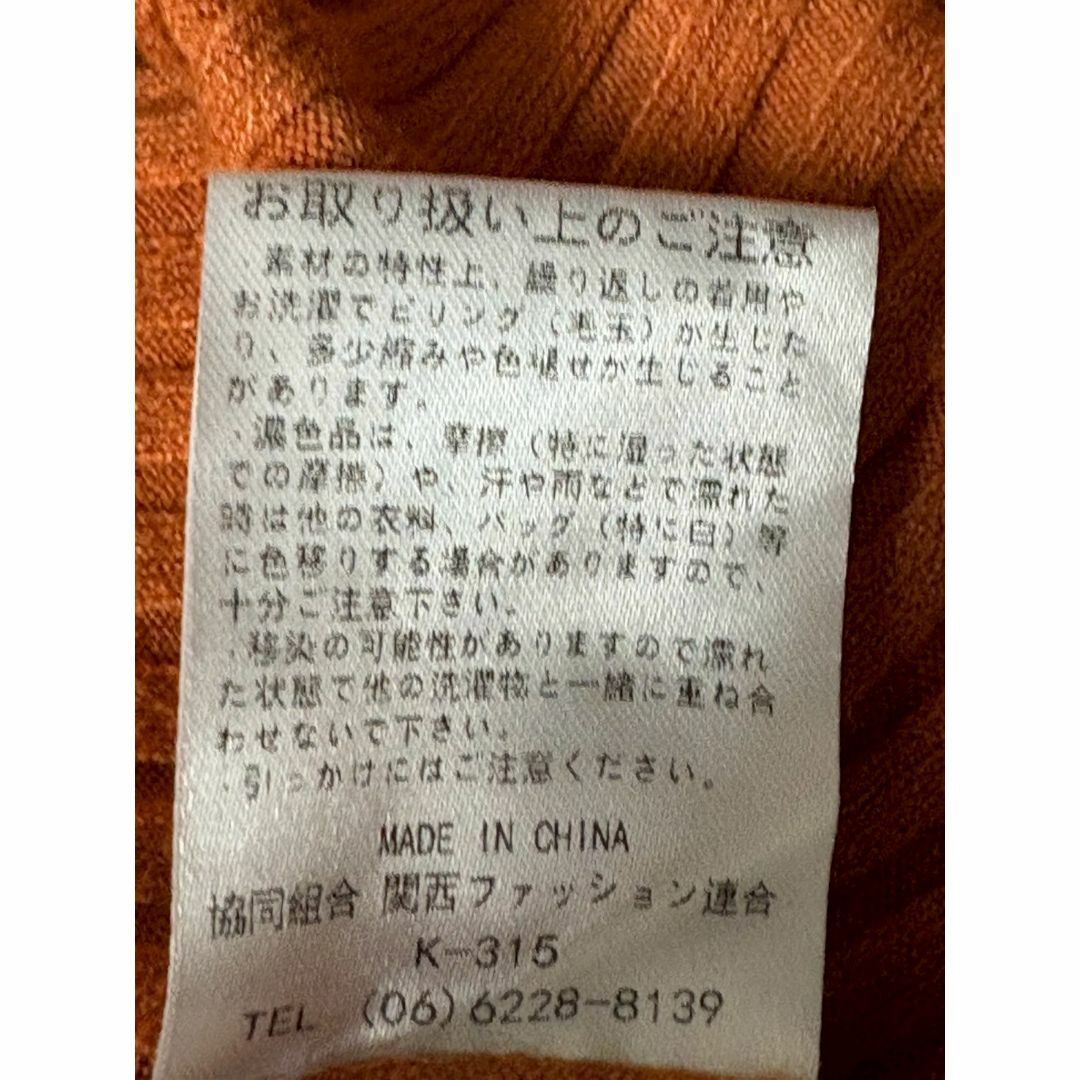 お取り扱い上のご注意
・素材の特性上、繰り返しの着用や
お洗濯でピリング（毛玉）が生じた
り、多少縮みや色褪せが生じること
があります。
・濃色品は、摩擦（特に湿った状態
での摩擦）や、汗や雨などで濡れた
時は他の衣料、バッグ（特に白）等
に色移りする場合がありますので、
十分ご注意下さい。
・移染の可能性がありますので濡れ
た状態で他の洗濯物と一緒に重ね合
わせないで下さい。
・引っかけにはご注意ください。
MADE IN CHINA
協同組合 関西ファッション連合
K-315
TEL (06)6228-8139